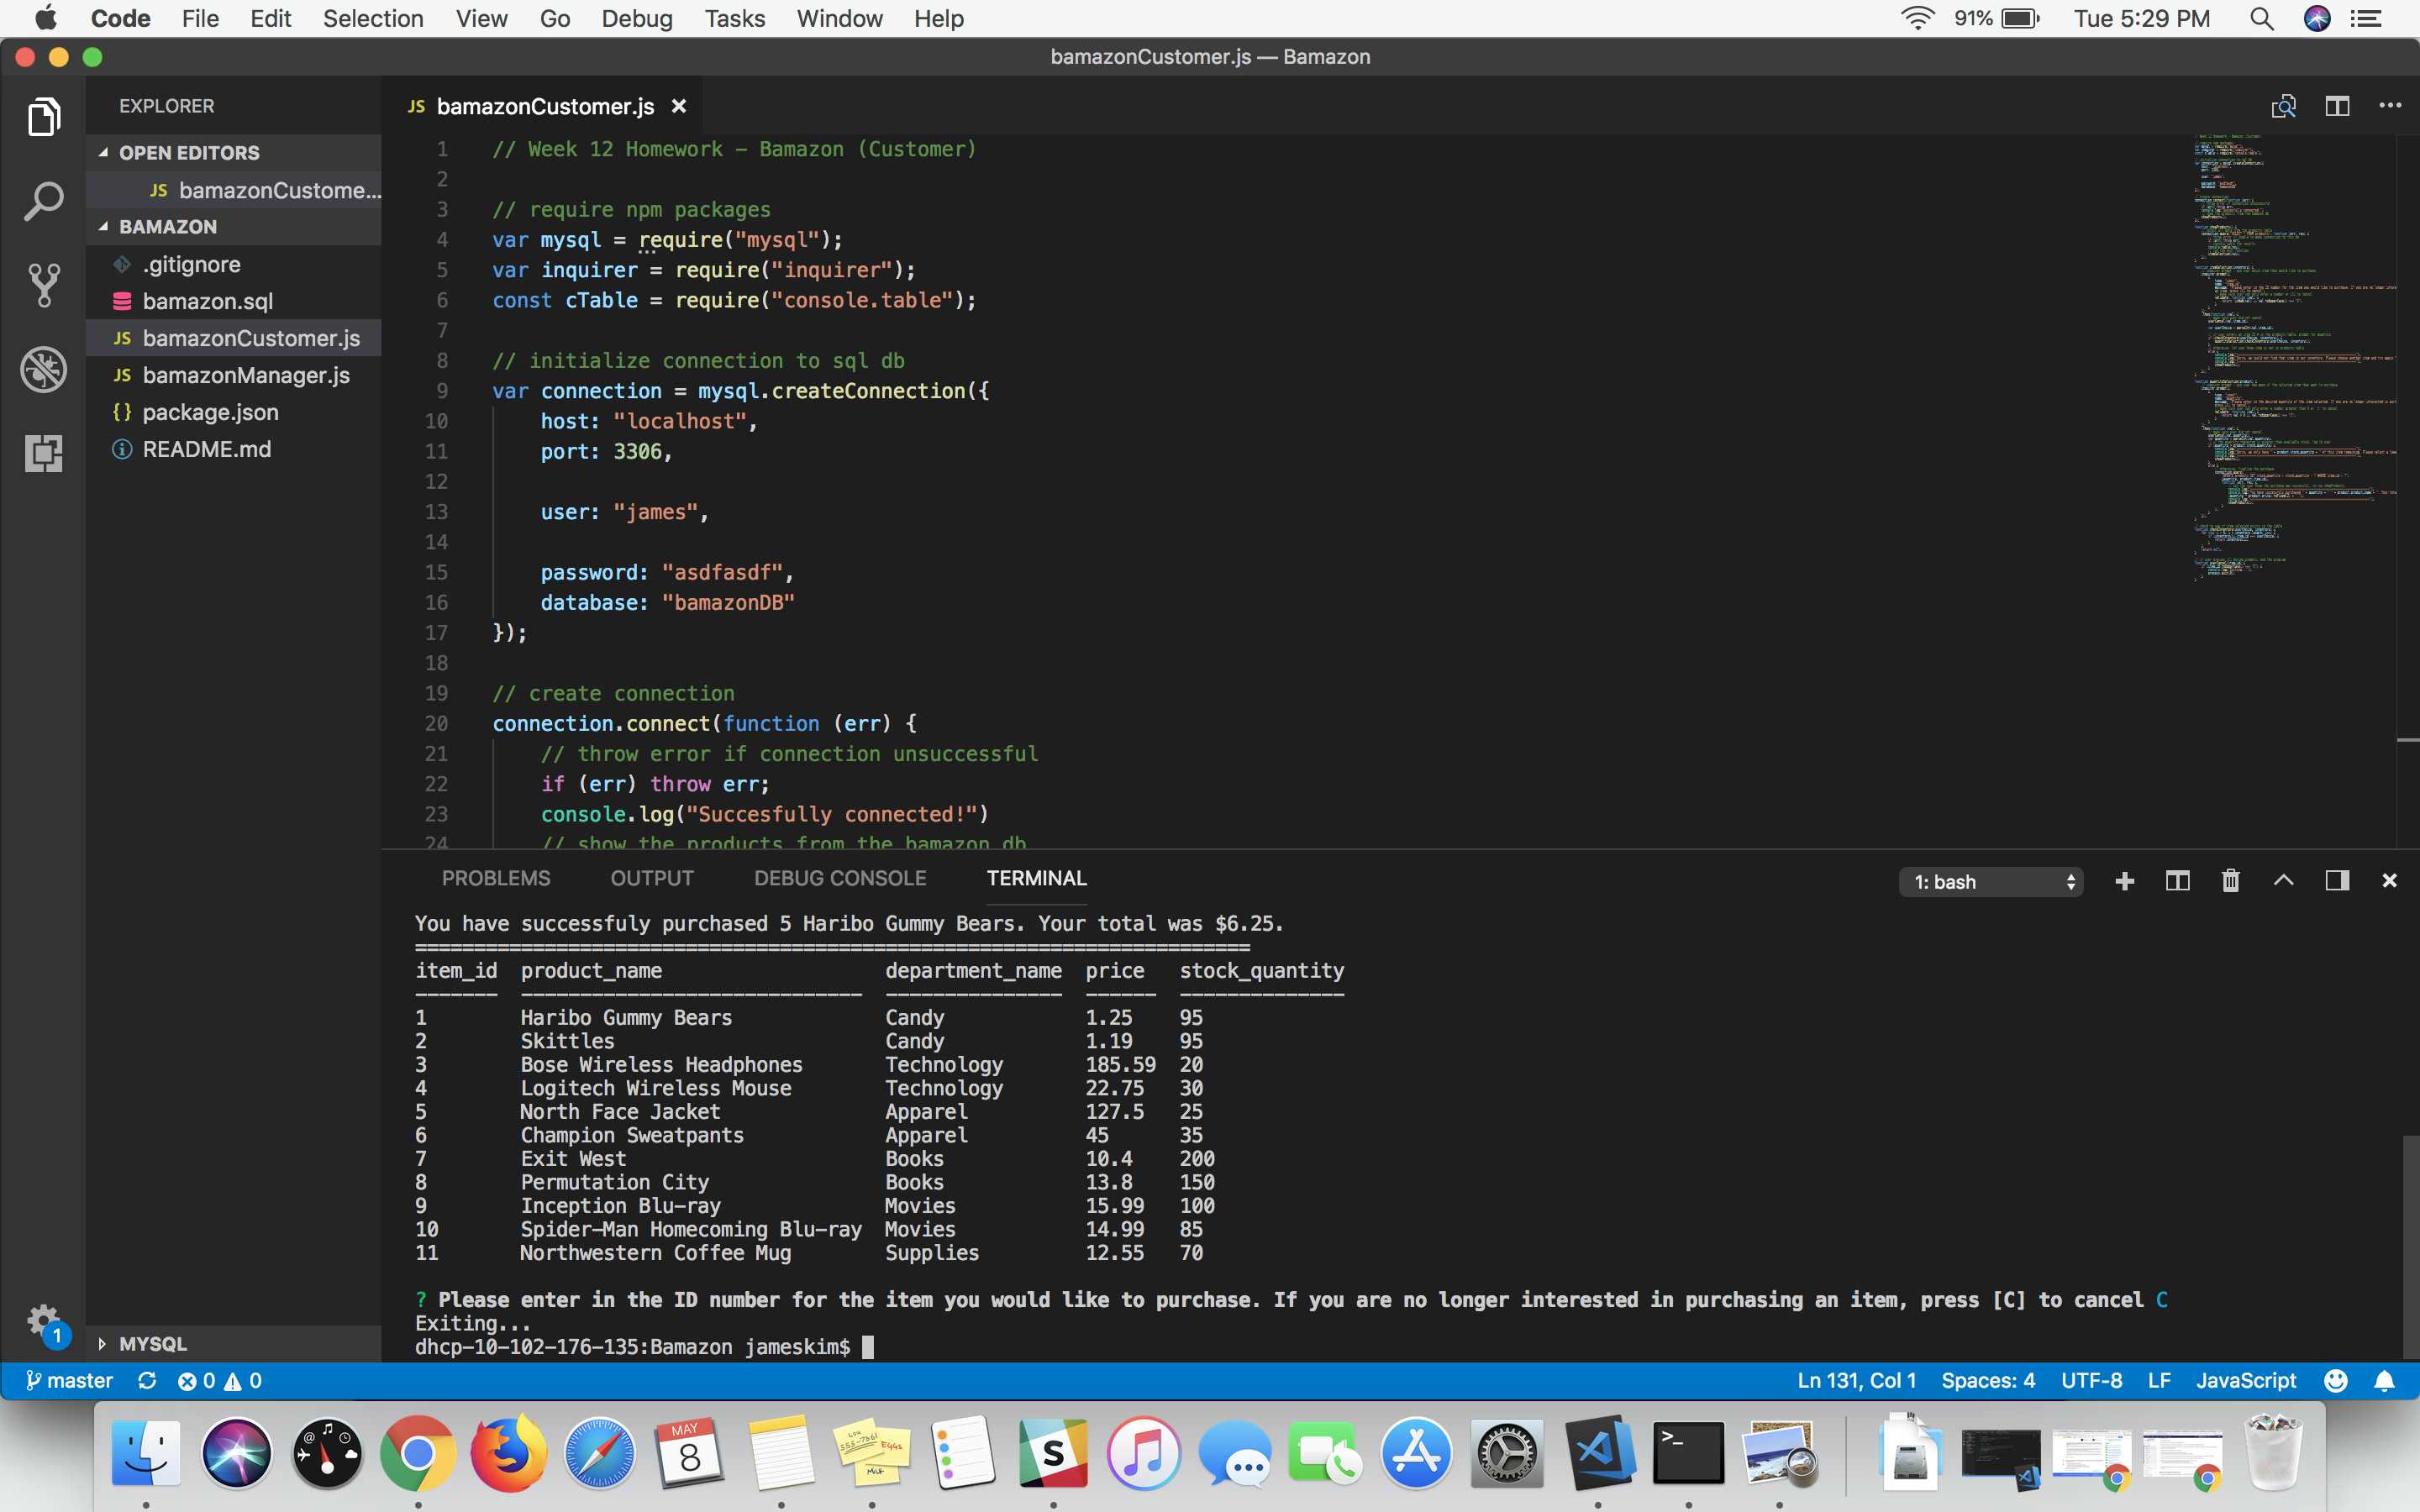 Code File Edit Selection View Go Debug Tasks Window Help 91% Tue 5:29 PM
bamazonCustomer.js — Bamazon
EXPLORER
OPEN EDITORS
JS bamazonCustome...
BAMAZON
.gitignore
bamazon.sql
JS bamazonCustomer.js
JS bamazonManager.js
{} package.json
README.md
MYSQL
1
JS bamazonCustomer.js
1 // Week 12 Homework - Bamazon (Customer)
2
3 // require npm packages
4 var mysql = require("mysql");
5 var inquirer = require("inquirer");
6 const cTable = require("console.table");
7
8 // initialize connection to sql db
9 var connection = mysql.createConnection({
10 host: "localhost",
11 port: 3306,
12
13 user: "james",
14
15 password: "asdfasdf",
16 database: "bamazonDB"
17 });
18
19 // create connection
20 connection.connect(function (err) {
21 // throw error if connection unsuccessful
22 if (err) throw err;
23 console.log("Succesfully connected!")
24 // show the products from the bamazon db
PROBLEMS OUTPUT DEBUG CONSOLE TERMINAL 1: bash
You have successfuly purchased 5 Haribo Gummy Bears. Your total was $6.25.
=======================================================================
item_id product_name department_name price stock_quantity
------- ----------------------------- --------------- ------ --------------
1 Haribo Gummy Bears Candy 1.25 95
2 Skittles Candy 1.19 95
3 Bose Wireless Headphones Technology 185.59 20
4 Logitech Wireless Mouse Technology 22.75 30
5 North Face Jacket Apparel 127.5 25
6 Champion Sweatpants Apparel 45 35
7 Exit West Books 10.4 200
8 Permutation City Books 13.8 150
9 Inception Blu-ray Movies 15.99 100
10 Spider-Man Homecoming Blu-ray Movies 14.99 85
11 Northwestern Coffee Mug Supplies 12.55 70
? Please enter in the ID number for the item you would like to purchase. If you are no longer interested in purchasing an item, press [C] to cancel C
Exiting...
dhcp-10-102-176-135:Bamazon jameskim$
master 0 0 Ln 131, Col 1 Spaces: 4 UTF-8 LF JavaScript
MAY
8